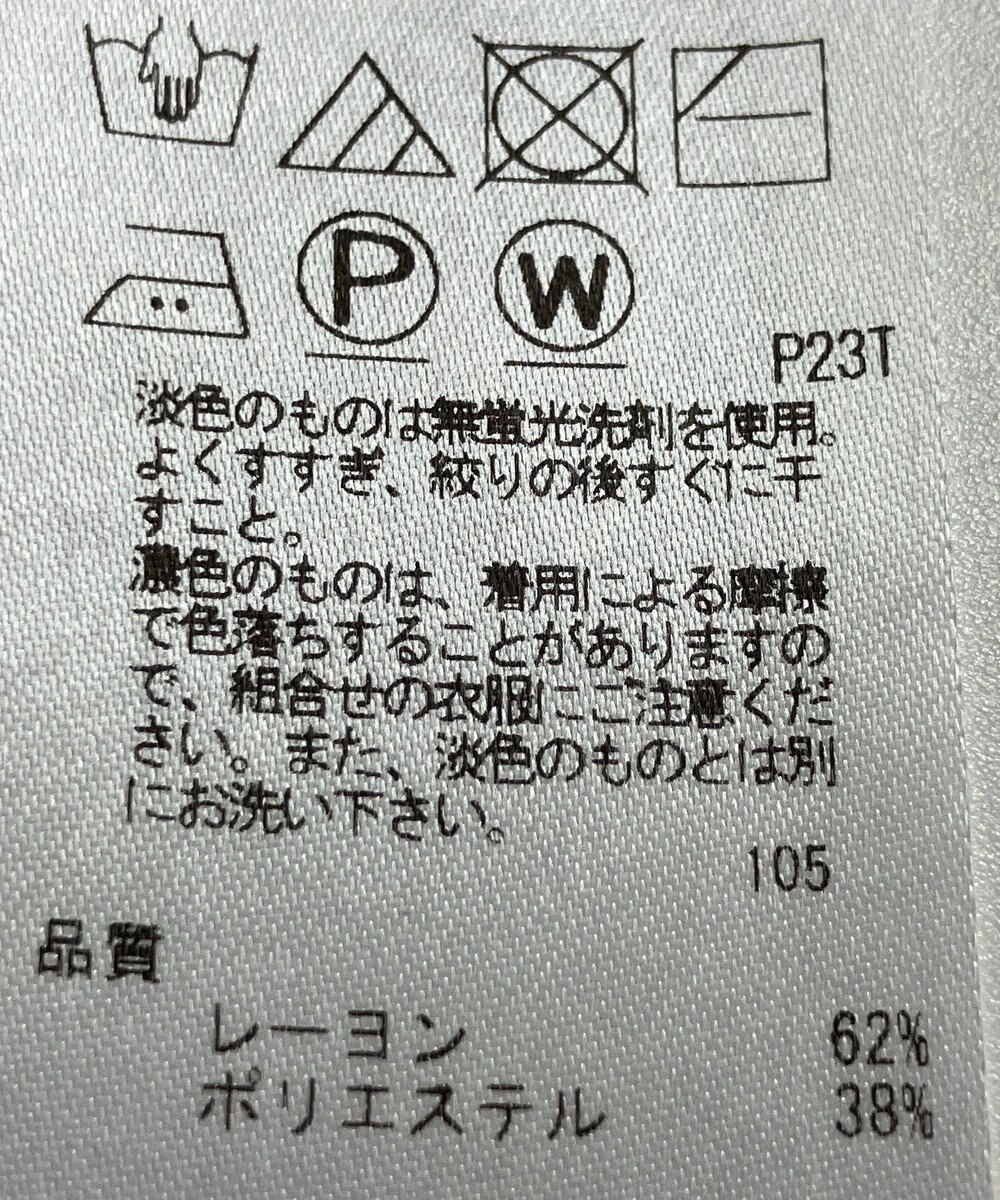 P
W
P23T
淡色のものは無蛍光洗剤を使用。
よくすすぎ、絞りの後すぐに干
すこと。
濃色のものは、着用による摩擦
で色落ちすることがありますの
で、組合せの衣服にご注意くだ
さい。また、淡色のものとは別
にお洗い下さい。
105
品質
レーヨン 62%
ポリエステル 38%